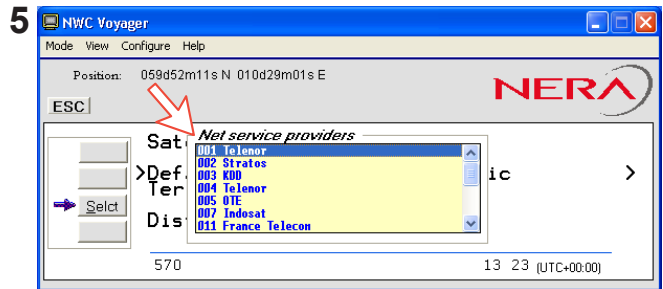 5
NWC Voyager
Mode View Configure Help
Position: 059d52m11s N 010d29m01s E
NERA
ESC
Net service providers
Sat
001 Telenor
002 Stratos
>Def. ic >
003 KDD
Ter
004 Telenor
005 OTE
Selct
007 Indosat
Dis
011 France Telecom
570 13 23 (UTC+00:00)